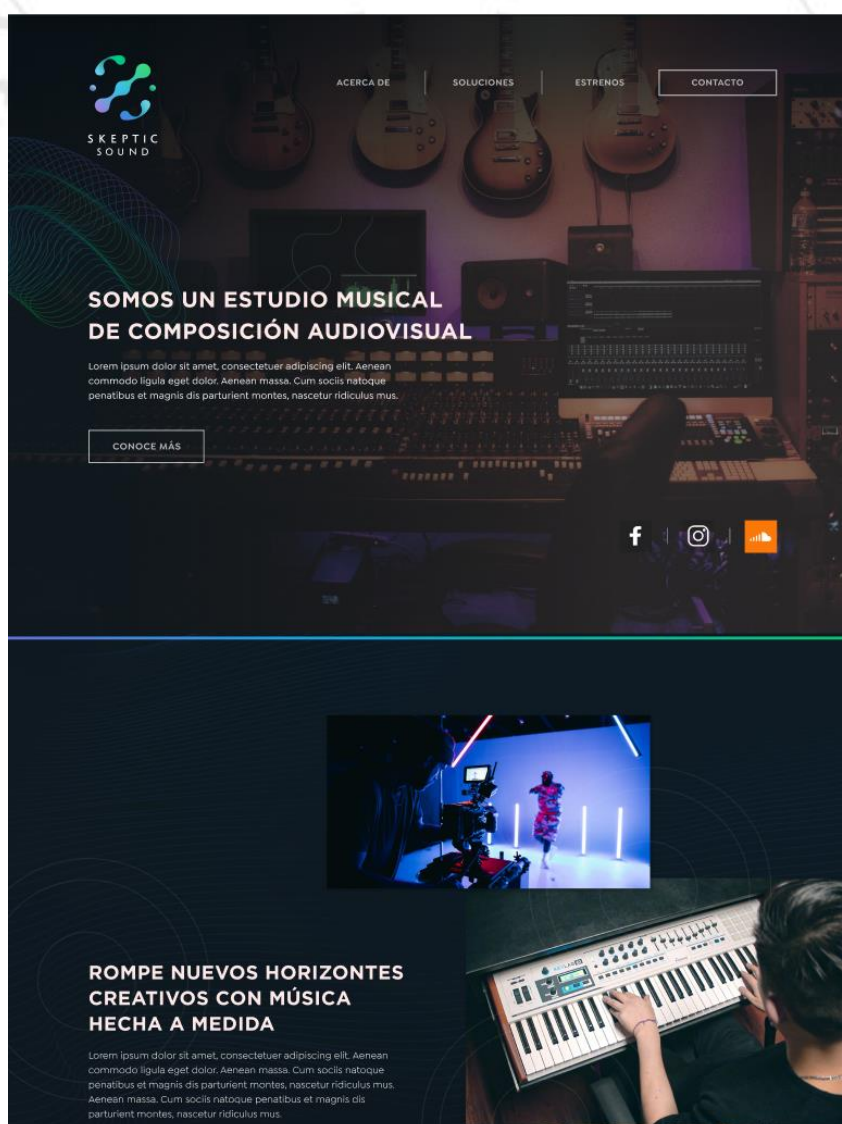 SKEPTIC
SOUND
ACERCA DE
SOLUCIONES
ESTRENOS
CONTACTO
SOMOS UN ESTUDIO MUSICAL
DE COMPOSICIÓN AUDIOVISUAL
Lorem ipsum dolor sit amet, consectetuer adipiscing elit. Aenean
commodo ligula eget dolor. Aenean massa. Cum sociis natoque
penatibus et magnis dis parturient montes, nascetur ridiculus mus.
CONOCE MÁS
ROMPE NUEVOS HORIZONTES
CREATIVOS CON MÚSICA
HECHA A MEDIDA
Lorem ipsum dolor sit amet, consectetuer adipiscing elit. Aenean
commodo ligula eget dolor. Aenean massa. Cum sociis natoque
penatibus et magnis dis parturient montes, nascetur ridiculus mus.
Aenean massa. Cum sociis natoque penatibus et magnis dis
parturient montes, nascetur ridiculus mus.